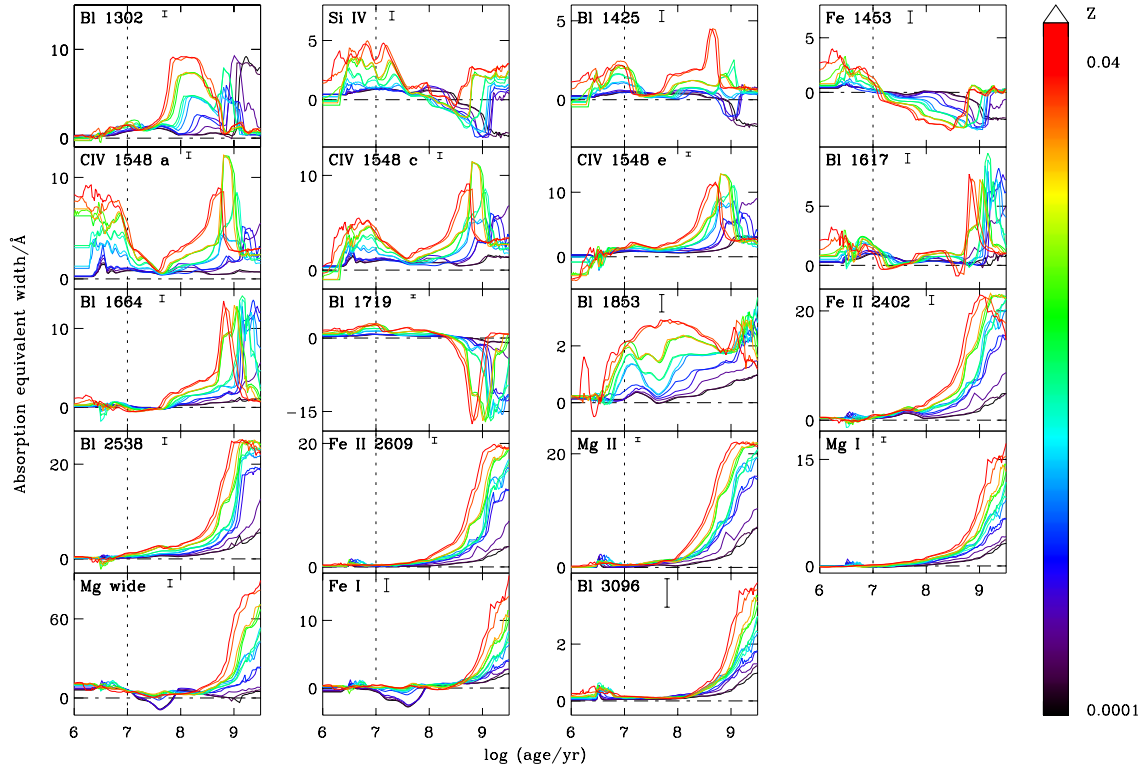 Bl 1302
Si IV
Bl 1425
Fe 1453
Z
10
0
5
0
5
0
5
0
0.04
CIV 1548 a
CIV 1548 c
CIV 1548 e
Bl 1617
10
0
10
0
10
0
10
5
0
Bl 1664
Bl 1719
Bl 1853
Fe II 2402
10
0
0
−15
2
0
20
0
Bl 2538
Fe II 2609
Mg II
Mg I
20
0
20
0
20
0
15
0
6 7 8 9
Mg wide
Fe I
Bl 3096
60
0
10
0
2
0
0.0001
6 7 8 9
6 7 8 9
6 7 8 9
log (age/yr)
Absorption equivalent width/Å